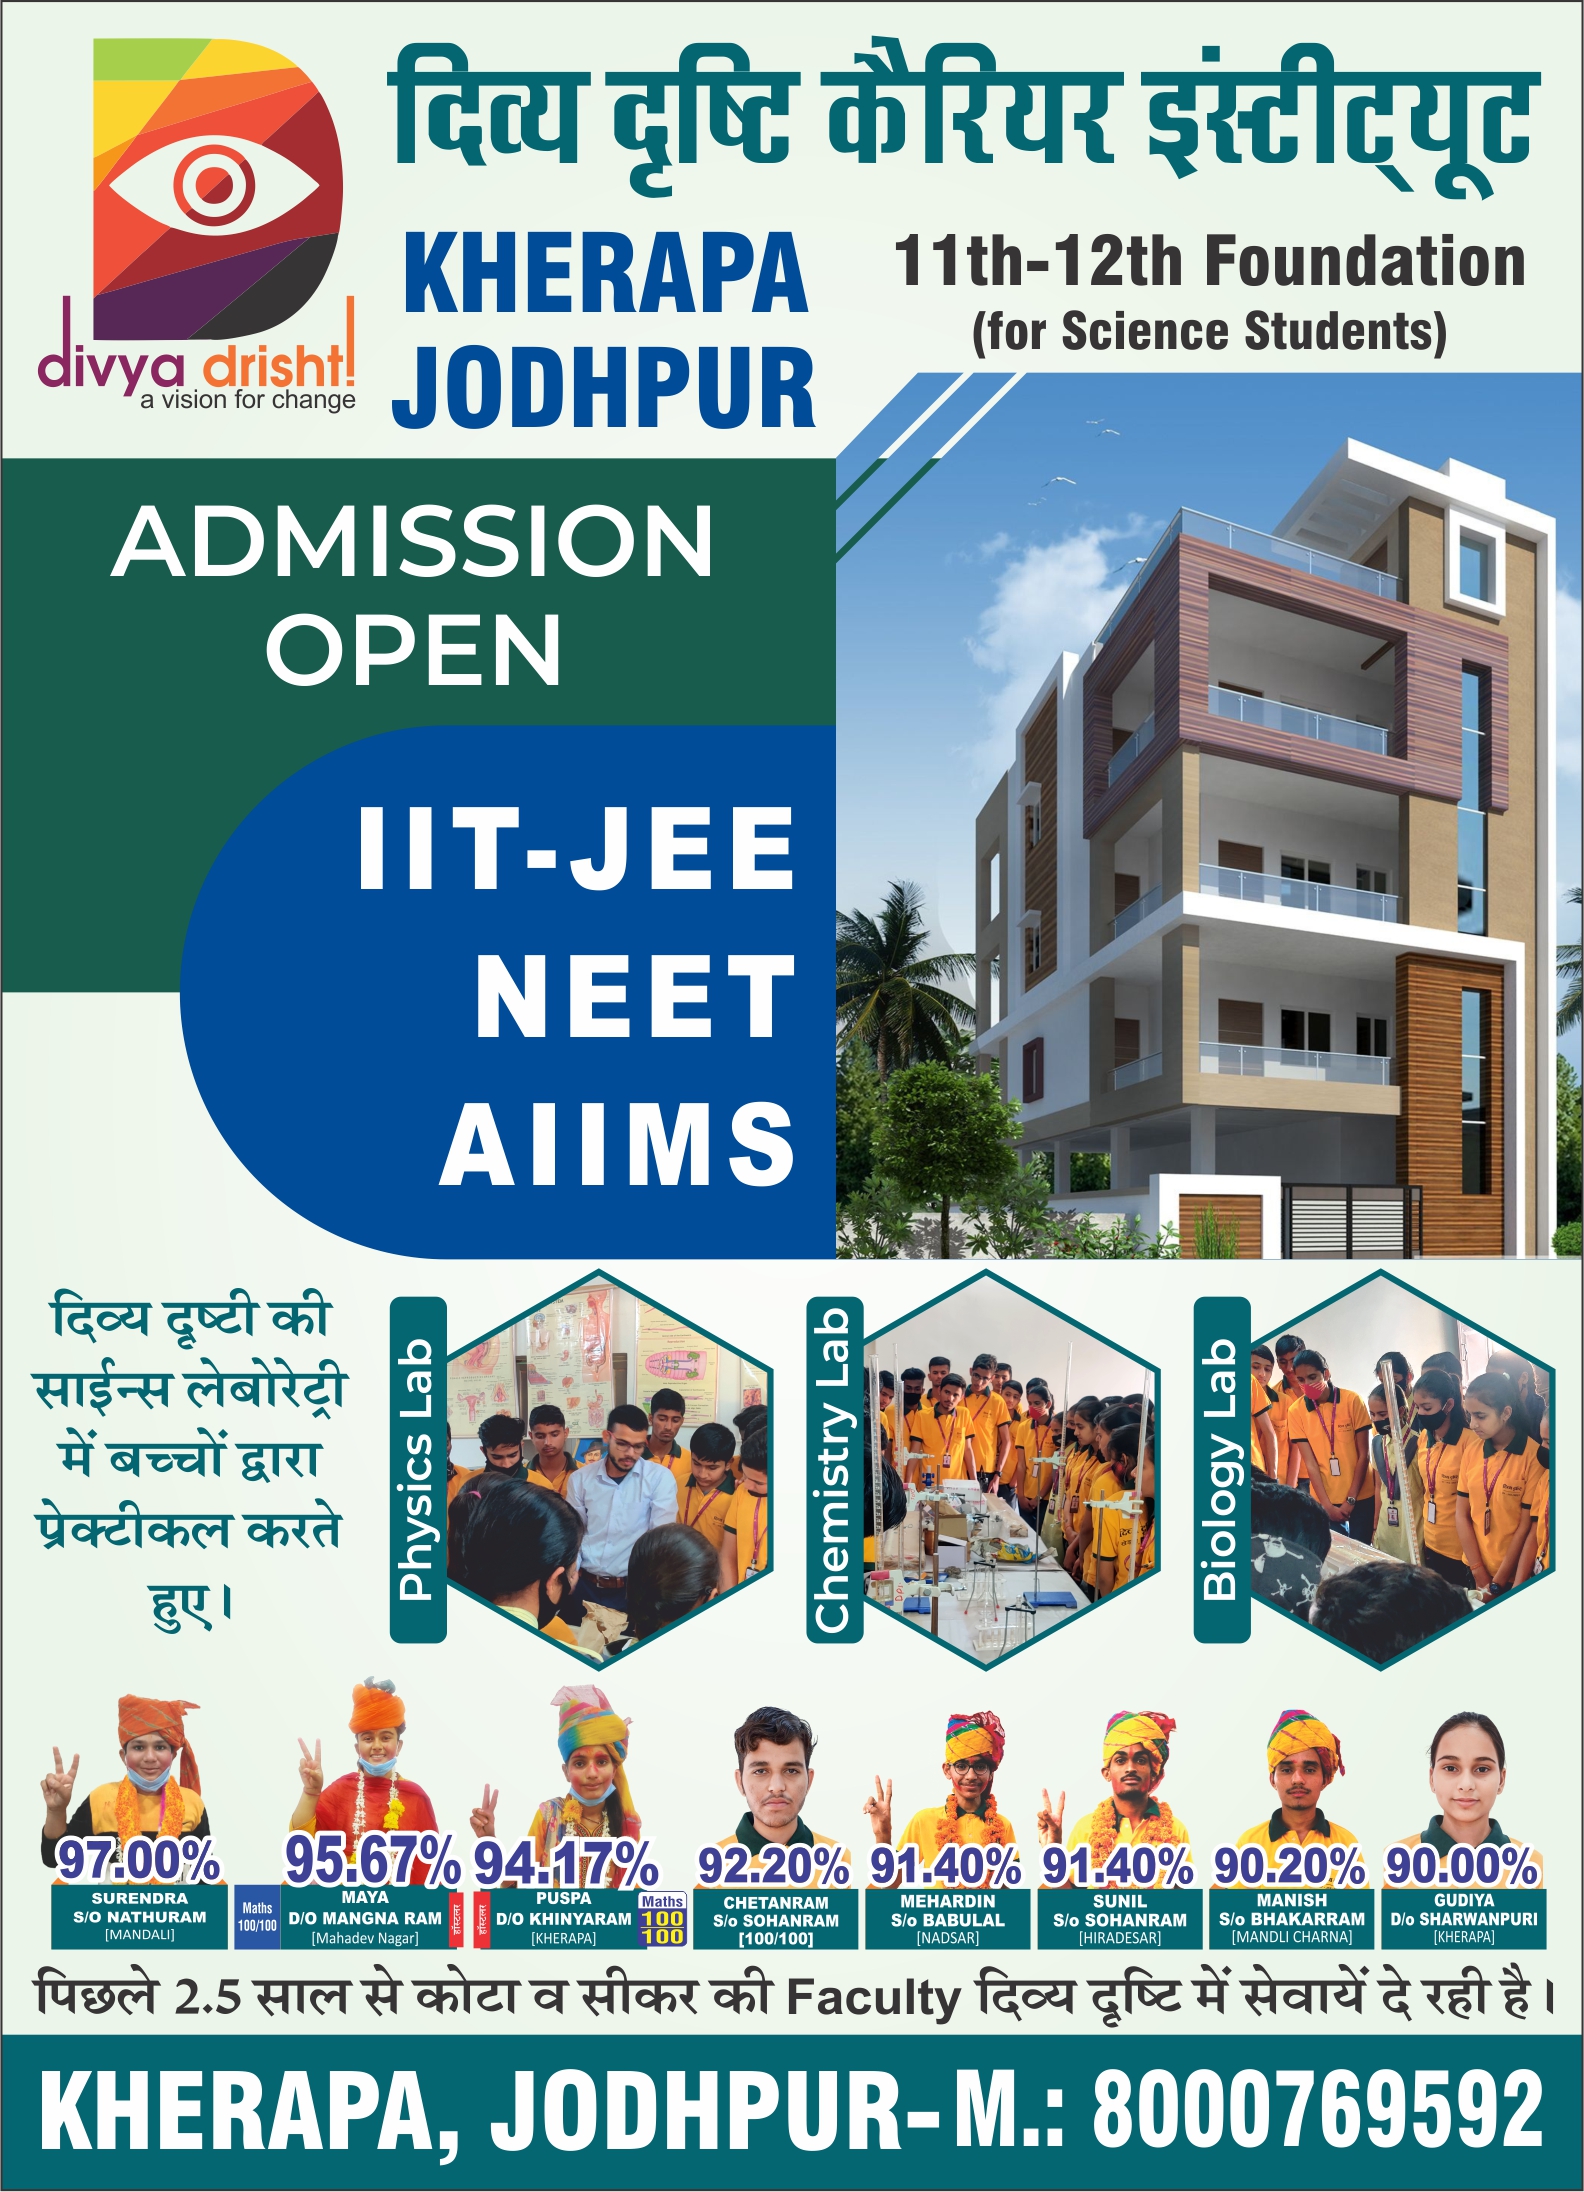 दिव्य दृष्टि कैरियर इंस्टीट्यूट
divya drishti
a vision for change
KHERAPA
JODHPUR
11th-12th Foundation
(for Science Students)
ADMISSION
OPEN
IIT-JEE
NEET
AIIMS
दिव्य दृष्टी की
साईन्स लेबोरेट्री
में बच्चों द्वारा
प्रेक्टीकल करते
हुए।
Physics Lab
Chemistry Lab
Biology Lab
97.00%
SURENDRA
S/O NATHURAM
[MANDALI]
95.67%
Maths
100/100
MAYA
D/O MANGNA RAM
[Mahadev Nagar]
हॉस्टलर
94.17%
हॉस्टलर
PUSPA
D/O KHINYARAM
[KHERAPA]
Maths
100
100
92.20%
CHETANRAM
S/o SOHANRAM
[100/100]
91.40%
MEHARDIN
S/o BABULAL
[NADSAR]
91.40%
SUNIL
S/o SOHANRAM
[HIRADESAR]
90.20%
MANISH
S/o BHAKARRAM
[MANDLI CHARNA]
90.00%
GUDIYA
D/o SHARWANPURI
[KHERAPA]
पिछले 2.5 साल से कोटा व सीकर की Faculty दिव्य दृष्टि में सेवायें दे रही है।
KHERAPA, JODHPUR- M.: 8000769592